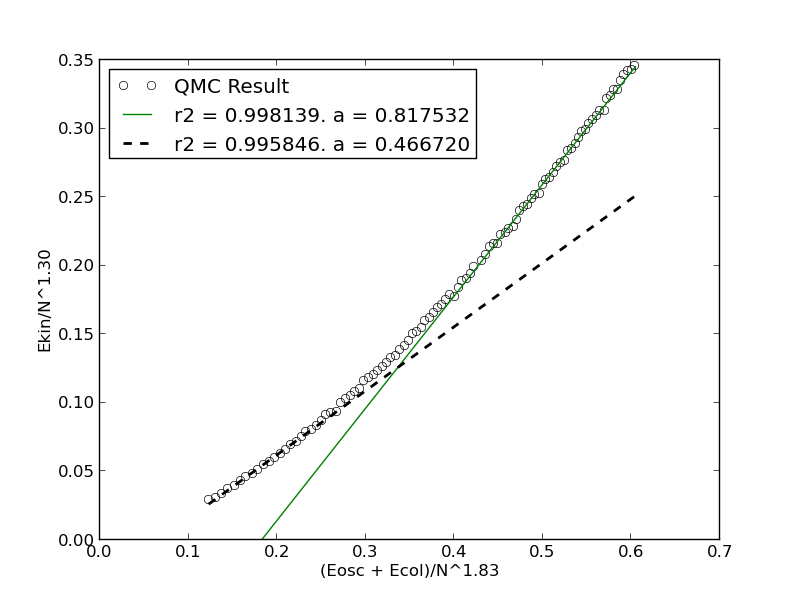 QMC Result
r2 = 0.998139. a = 0.817532
r2 = 0.995846. a = 0.466720
0.35
0.30
0.25
0.20
0.15
0.10
0.05
0.00
Ekin/N^1.30
0.0 0.1 0.2 0.3 0.4 0.5 0.6 0.7
(Eosc + Ecol)/N^1.83